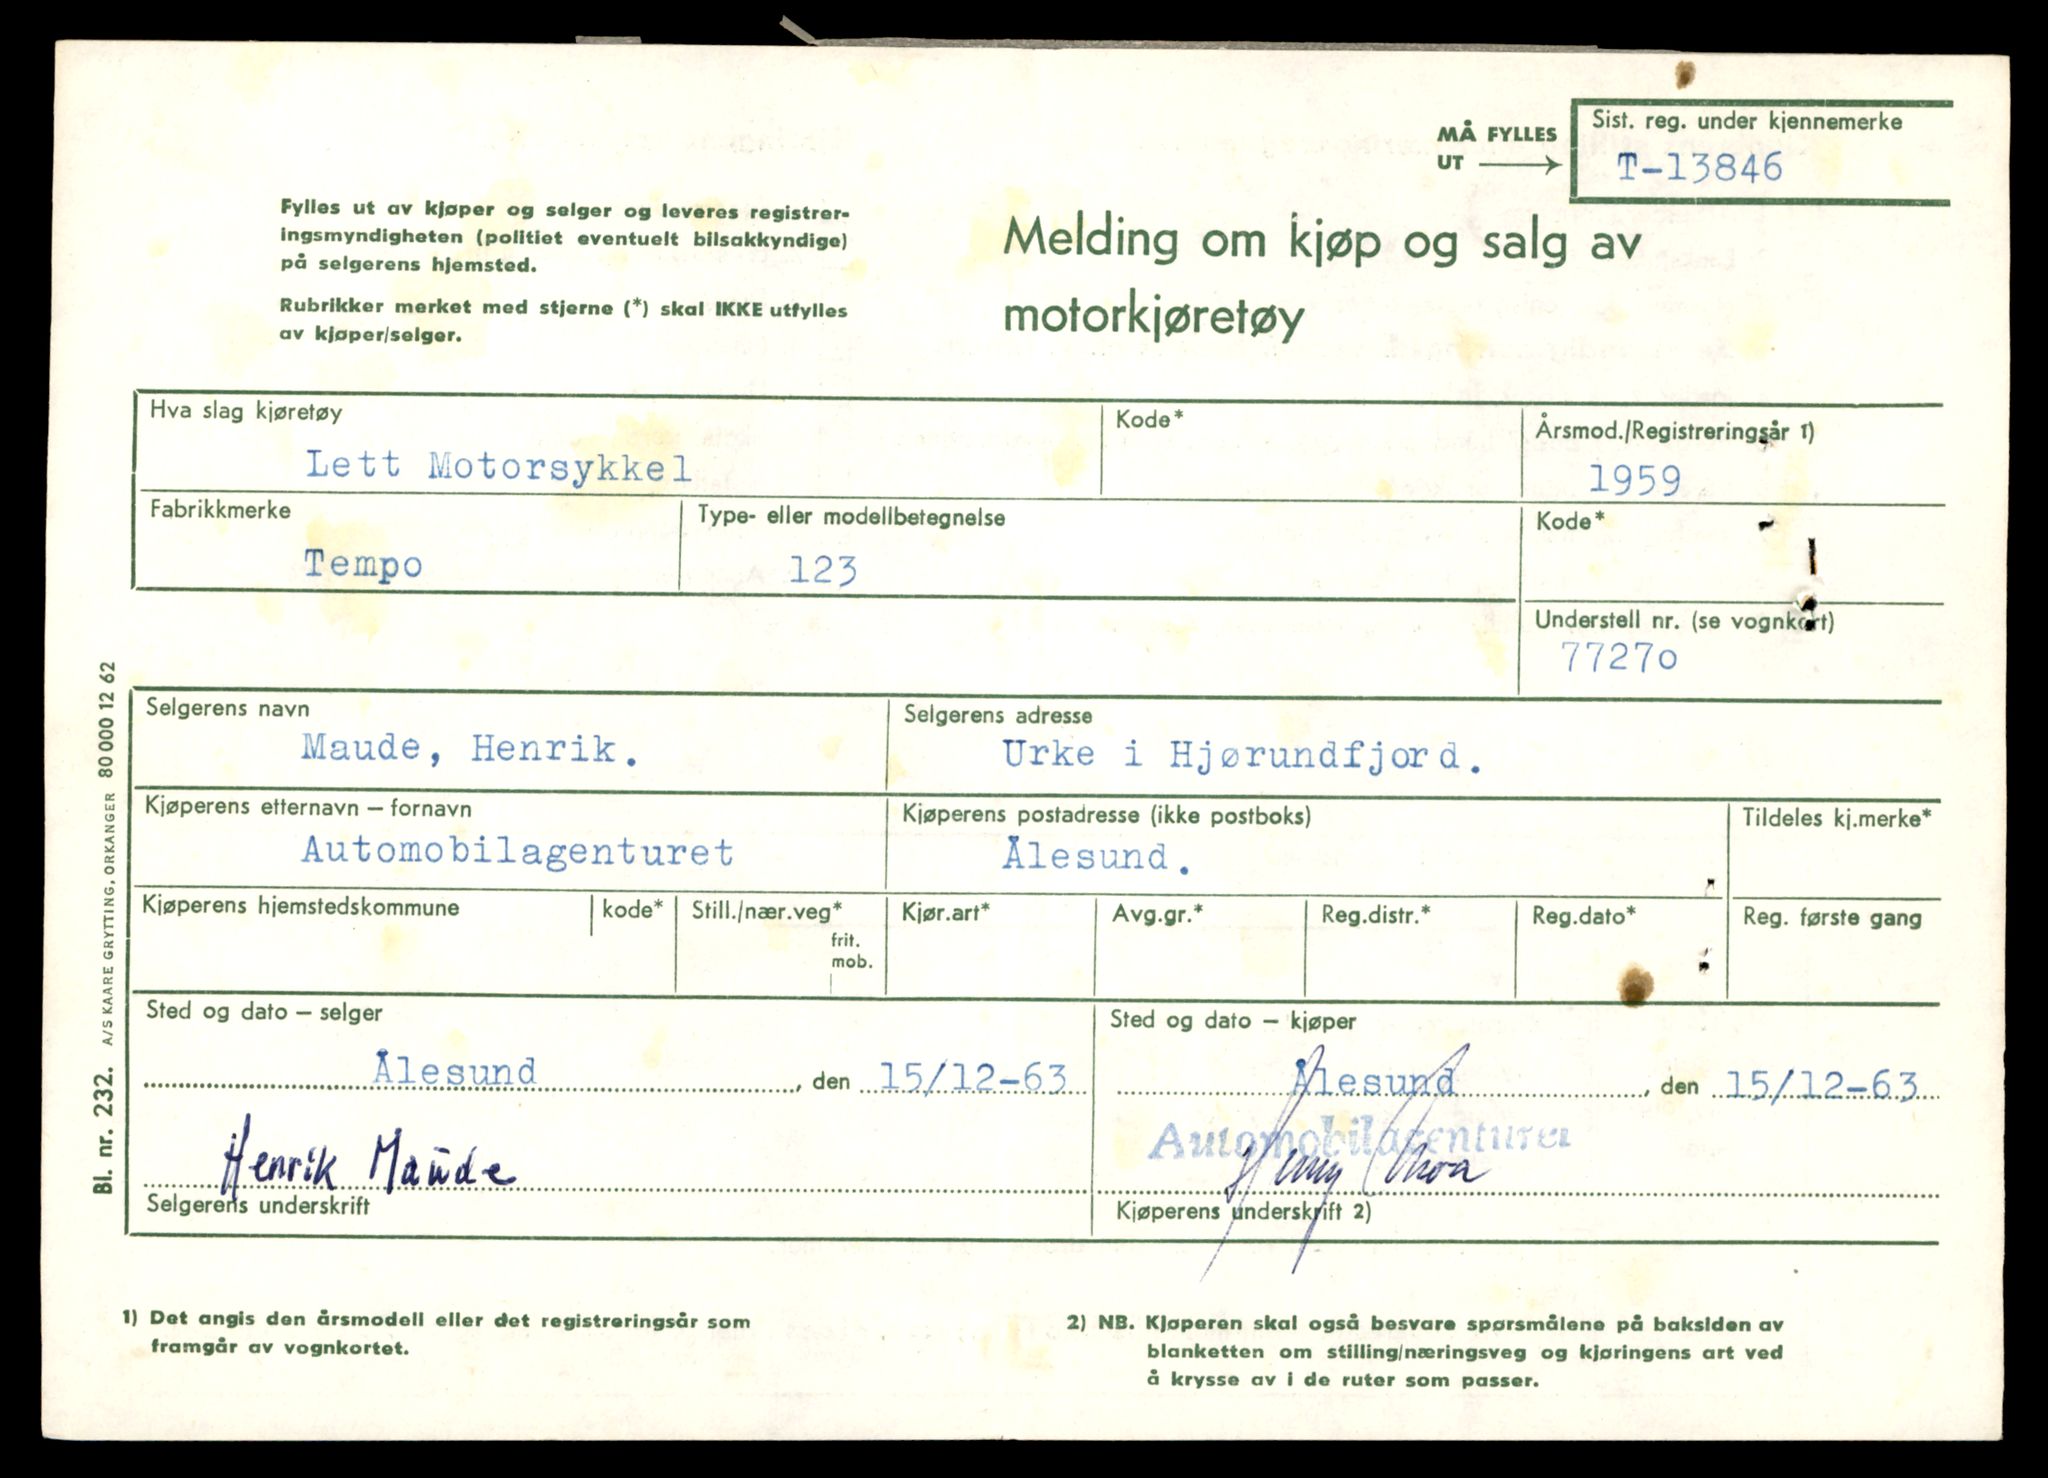 MÅ FYLLES
UT
Sist. reg. under kjennemerke
T-13846
Fylles ut av kjøper og selger og leveres registrer-
ingsmyndigheten (politiet eventuelt bilsakkyndige)
på selgerens hjemsted.
Rubrikker merket med stjerne (*) skal IKKE utfylles
av kjøper/selger.
Melding om kjøp og salg av
motorkjøretøy
Hva slag kjøretøy
Lett Motorsykkel
Kode*
Årsmod./Registreringsår 1)
1959
Fabrikkmerke
Tempo
Type- eller modellbetegnelse
123
Kode*
Understell nr. (se vognkort)
7727o
Selgerens navn
Maude, Henrik.
Selgerens adresse
Urke i Hjørundfjord.
Kjøperens etternavn – fornavn
Automobilagenturet
Kjøperens postadresse (ikke postboks)
Ålesund.
Tildeles kj.merke*
Kjøperens hjemstedskommune
kode*
Still./nær.veg*
frit.
mob.
Kjør.art*
Avg.gr.*
Reg.distr.*
Reg.dato*
Reg. første gang
Sted og dato – selger
Ålesund, den 15/12-63
Henrik Maude
Selgerens underskrift
Sted og dato – kjøper
Ålesund, den 15/12-63
Automobilagenturet
Kjøperens underskrift 2)
1) Det angis den årsmodell eller det registreringsår som
framgår av vognkortet.
2) NB. Kjøperen skal også besvare spørsmålene på baksiden av
blanketten om stilling/næringsveg og kjøringens art ved
å krysse av i de ruter som passer.
Bl. nr. 232. A/S KAARE GRYTTING, ORKANGER 80000 12 62